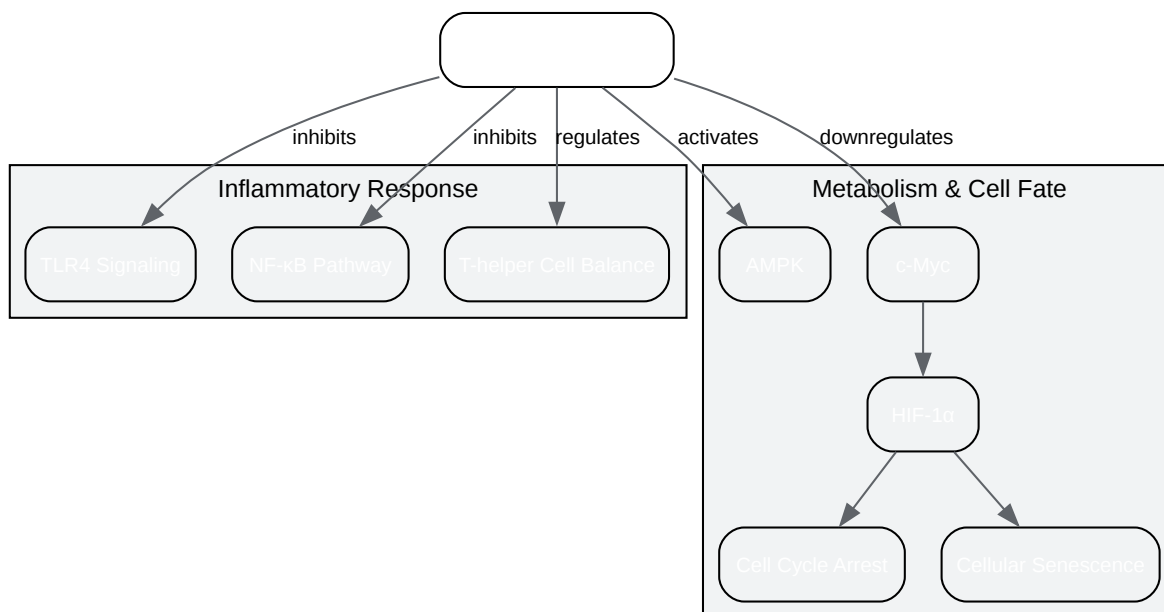 inhibits
inhibits
regulates
activates
downregulates
Inflammatory Response
Metabolism & Cell Fate
TLR4 Signaling
NF-κB Pathway
T-helper Cell Balance
AMPK
c-Myc
HIF-1α
Cell Cycle Arrest
Cellular Senescence